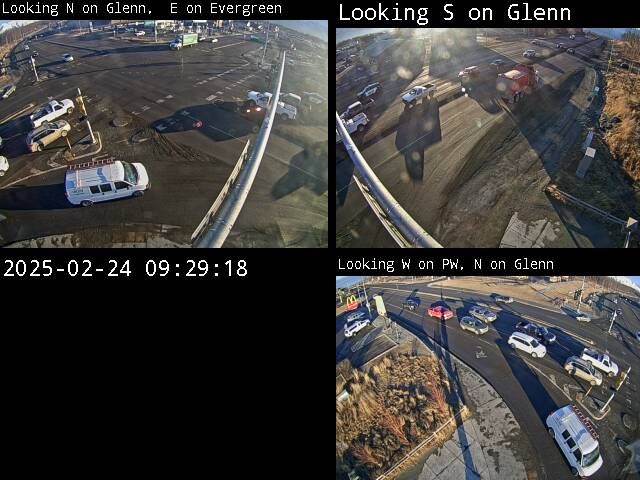 Looking N on Glenn, E on Evergreen
Looking S on Glenn
2025-02-24 09:29:18
Looking W on PW, N on Glenn